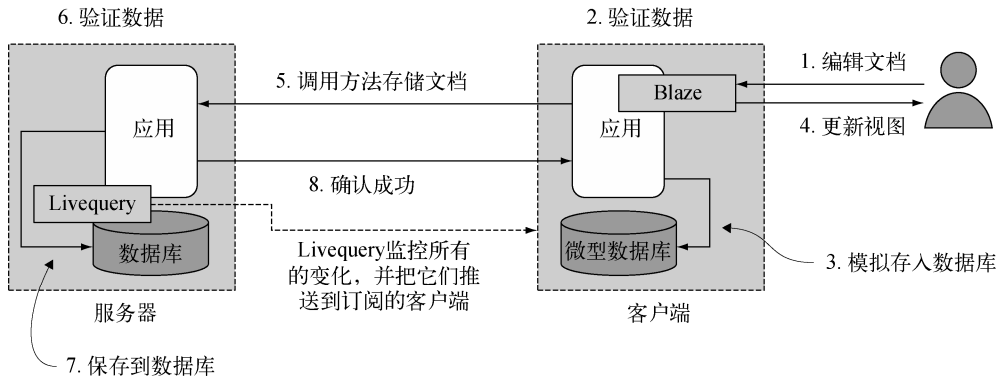 6. 验证数据
2. 验证数据
1. 编辑文档
5. 调用方法存储文档
Blaze
应用
应用
4. 更新视图
8. 确认成功
Livequery
数据库
Livequery监控所有
的变化，并把它们推
送到订阅的客户端
微型数据库
3. 模拟存入数据库
服务器
客户端
7. 保存到数据库